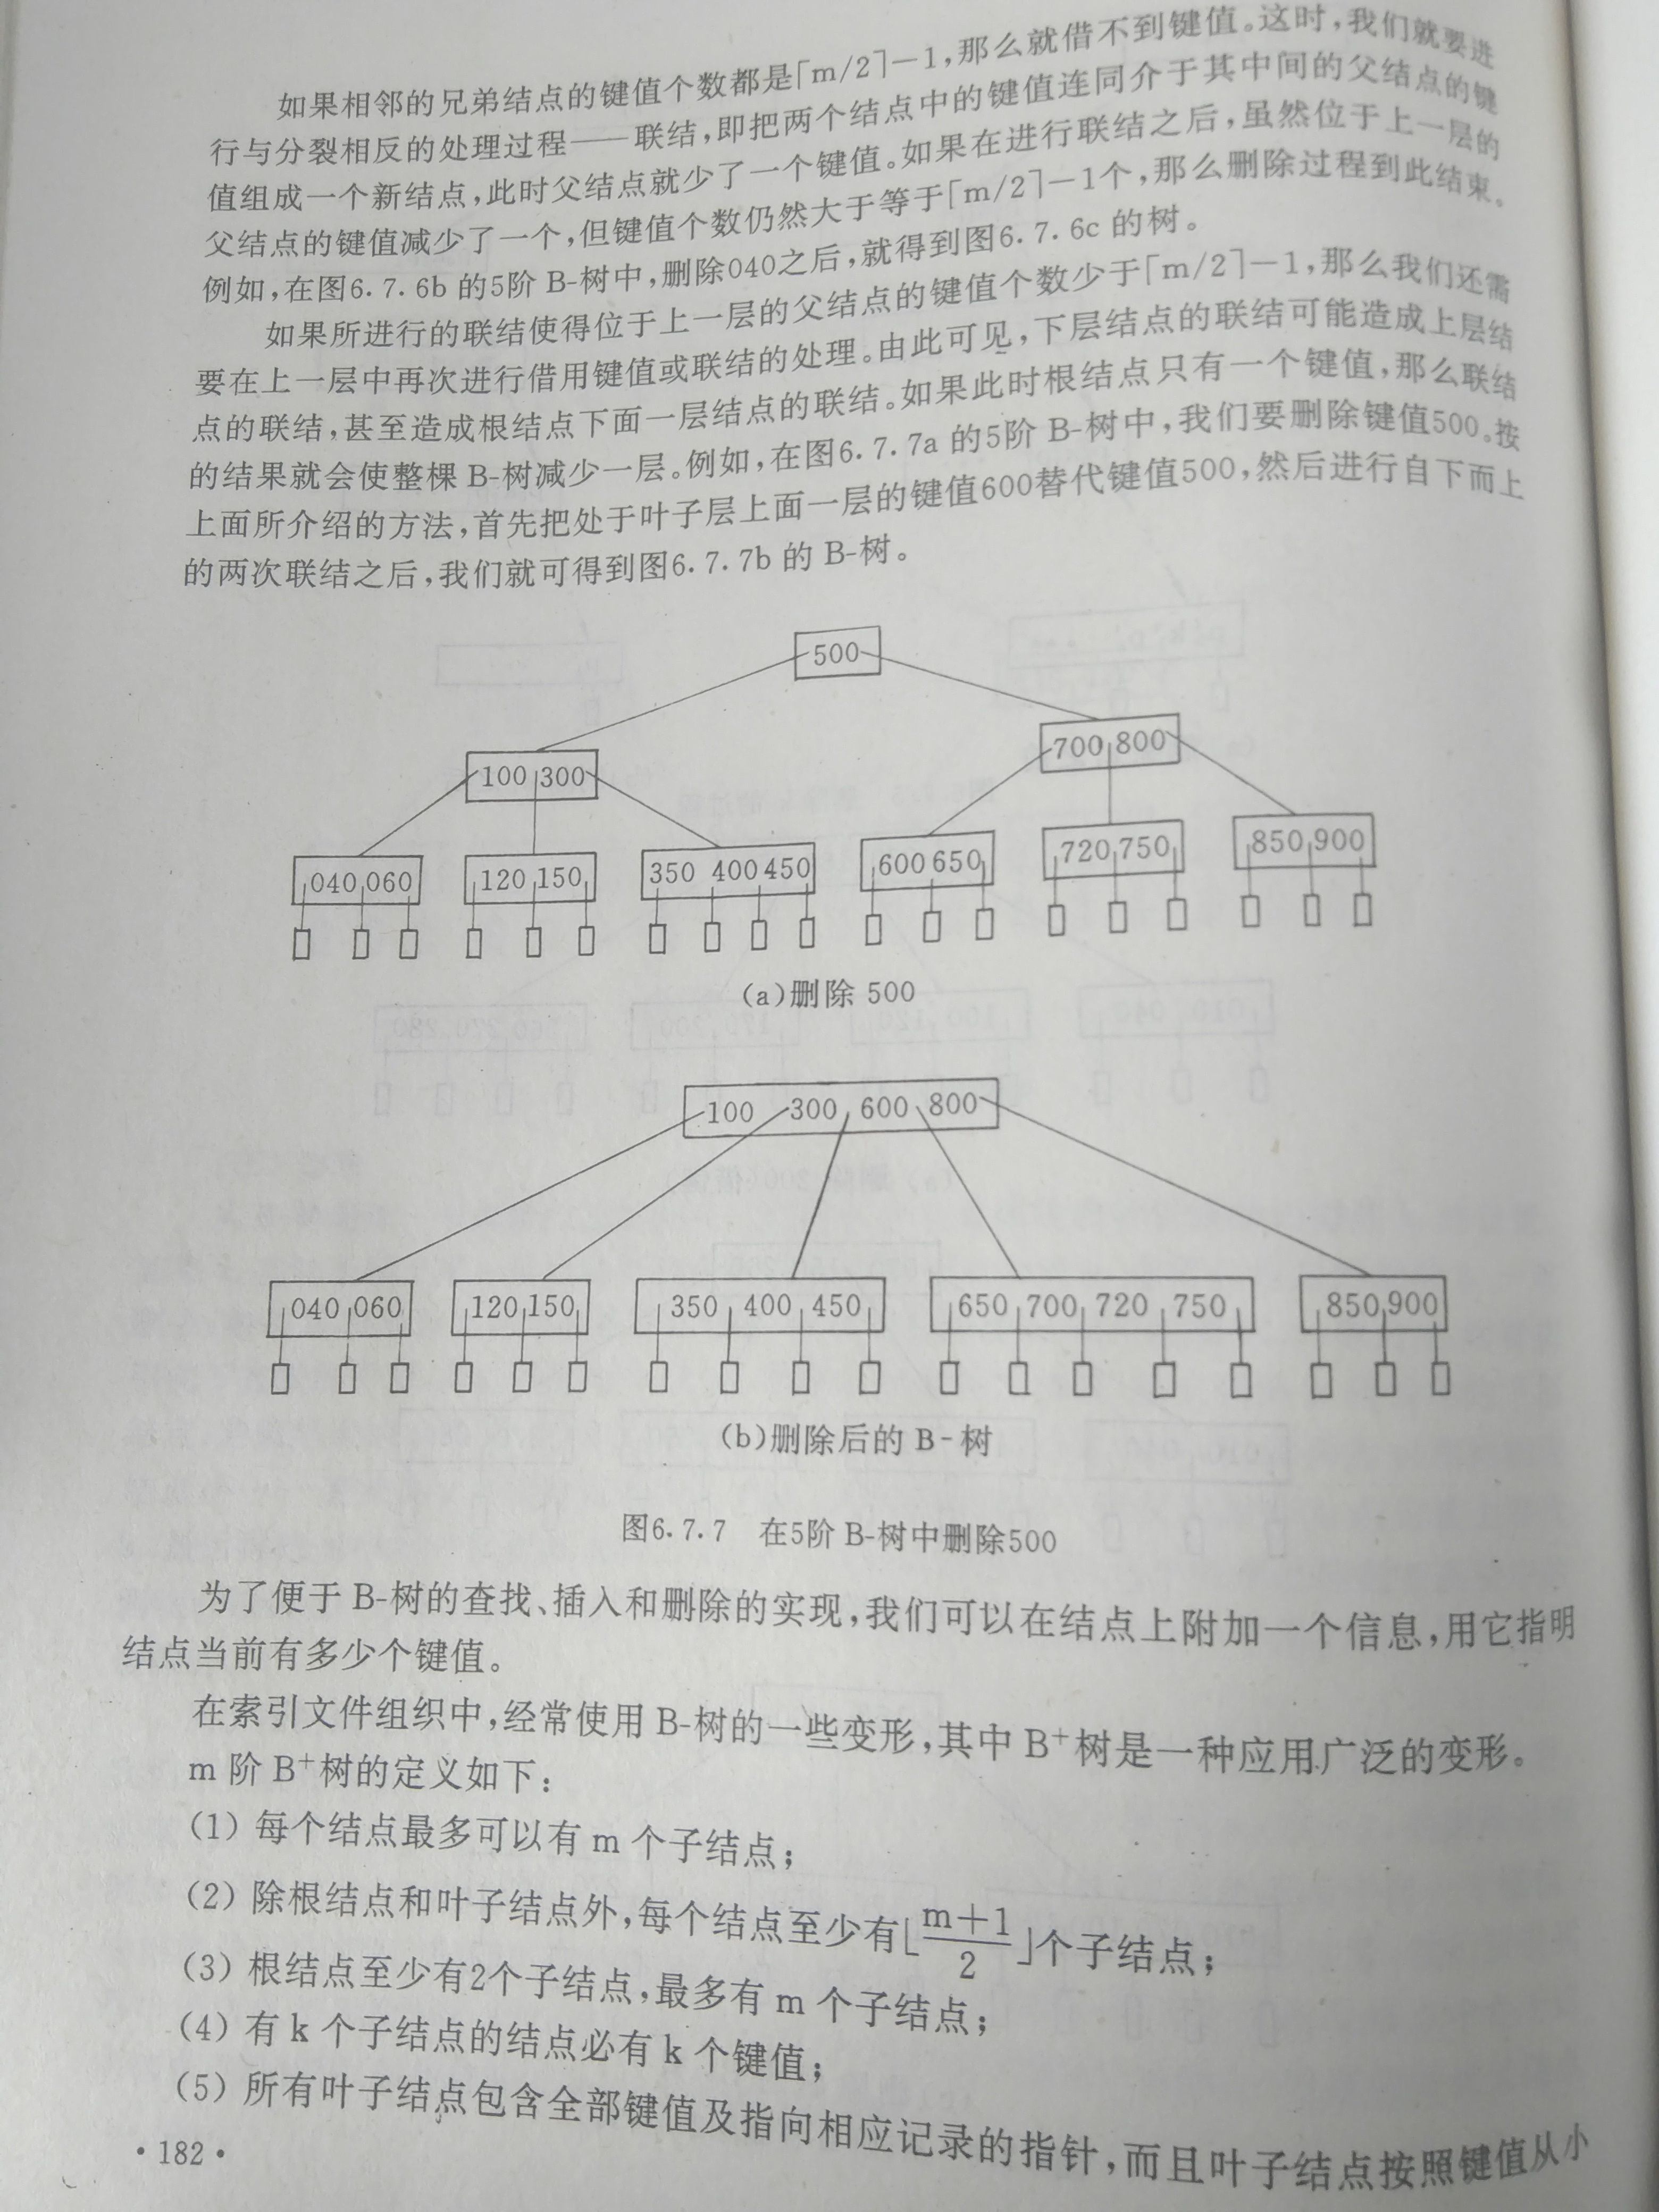 如果相邻的兄弟结点的键值个数都是⌈m/2⌉-1,那么就借不到键值。这时,我们就要进
行与分裂相反的处理过程——联结,即把两个结点中的键值连同介于其中间的父结点的键
值组成一个新结点,此时父结点就少了一个键值。如果在进行联结之后,虽然位于上一层的
父结点的键值减少了一个,但键值个数仍然大于等于⌈m/2⌉-1个,那么删除过程到此结束。
例如,在图6.7.6b 的5阶 B-树中,删除040之后,就得到图6.7.6c 的树。
如果所进行的联结使得位于上一层的父结点的键值个数少于⌈m/2⌉-1,那么我们还需
要在上一层中再次进行借用键值或联结的处理。由此可见,下层结点的联结可能造成上层结
点的联结,甚至造成根结点下面一层结点的联结。如果此时根结点只有一个键值,那么联结
的结果就会使整棵 B-树减少一层。例如,在图6.7.7a 的5阶 B-树中,我们要删除键值500。按
上面所介绍的方法,首先把处于叶子层上面一层的键值600替代键值500,然后进行自下而上
的两次联结之后,我们就可得到图6.7.7b 的 B-树。
500
100 300
700 800
040 060
120 150
350 400 450
600 650
720 750
850 900
(a)删除 500
100 300 600 800
040 060
120 150
350 400 450
650 700 720 750
850 900
(b)删除后的 B-树
图6.7.7 在5阶 B-树中删除500
为了便于 B-树的查找、插入和删除的实现,我们可以在结点上附加一个信息,用它指明
结点当前有多少个键值。
在索引文件组织中,经常使用 B-树的一些变形,其中 B⁺树是一种应用广泛的变形。
m 阶 B⁺树的定义如下:
(1) 每个结点最多可以有 m 个子结点;
(2) 除根结点和叶子结点外,每个结点至少有⌊(m+1)/2⌋个子结点;
(3) 根结点至少有2个子结点,最多有 m 个子结点;
(4) 有 k 个子结点的结点必有 k 个键值;
(5) 所有叶子结点包含全部键值及指向相应记录的指针,而且叶子结点按照键值从小
·182·